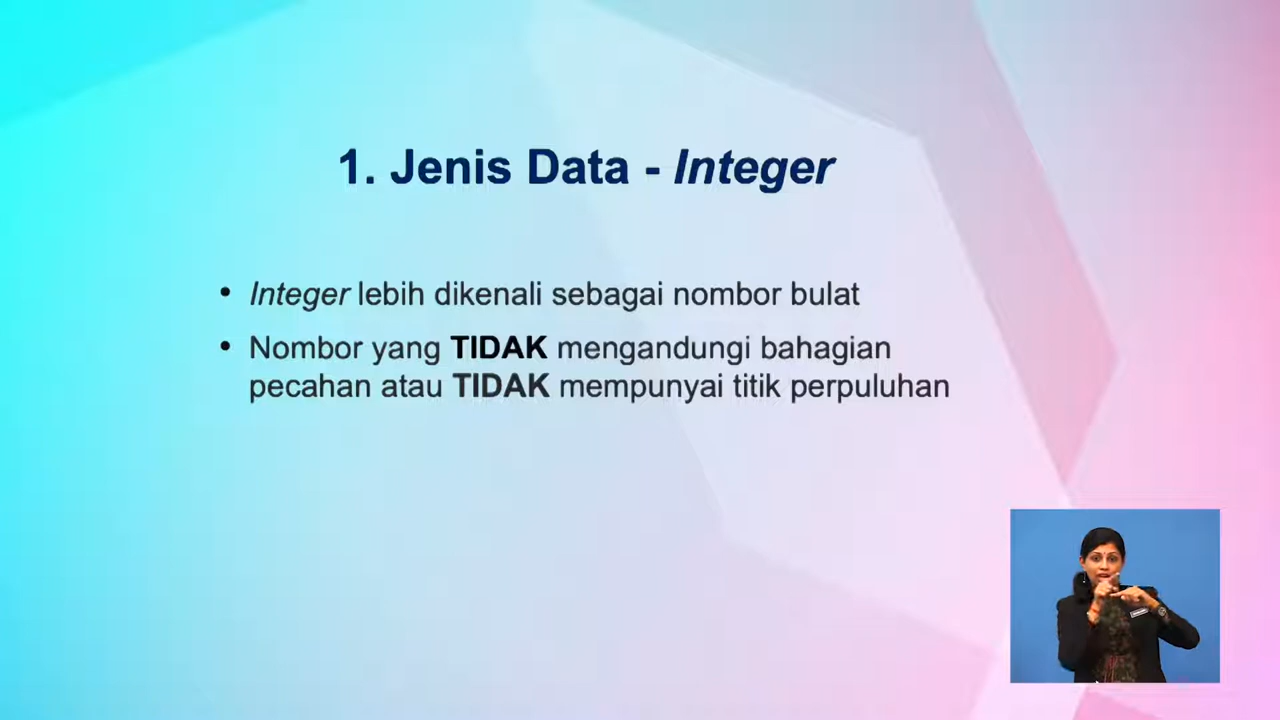 1. Jenis Data - Integer
• Integer lebih dikenali sebagai nombor bulat
• Nombor yang TIDAK mengandungi bahagian
pecahan atau TIDAK mempunyai titik perpuluhan